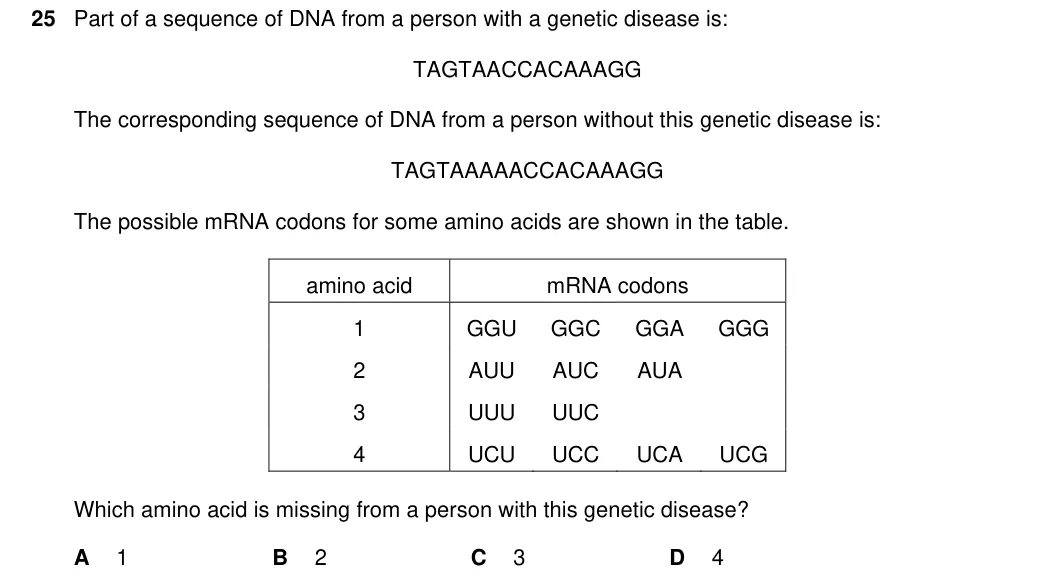 25 Part of a sequence of DNA from a person with a genetic disease is:
TAGTAACCACAAAGG
The corresponding sequence of DNA from a person without this genetic disease is:
TAGTAAAAACCACAAAGG
The possible mRNA codons for some amino acids are shown in the table.
amino acid mRNA codons
1 GGU GGC GGA GGG
2 AUU AUC AUA
3 UUU UUC
4 UCU UCC UCA UCG
Which amino acid is missing from a person with this genetic disease?
A 1 B 2 C 3 D 4